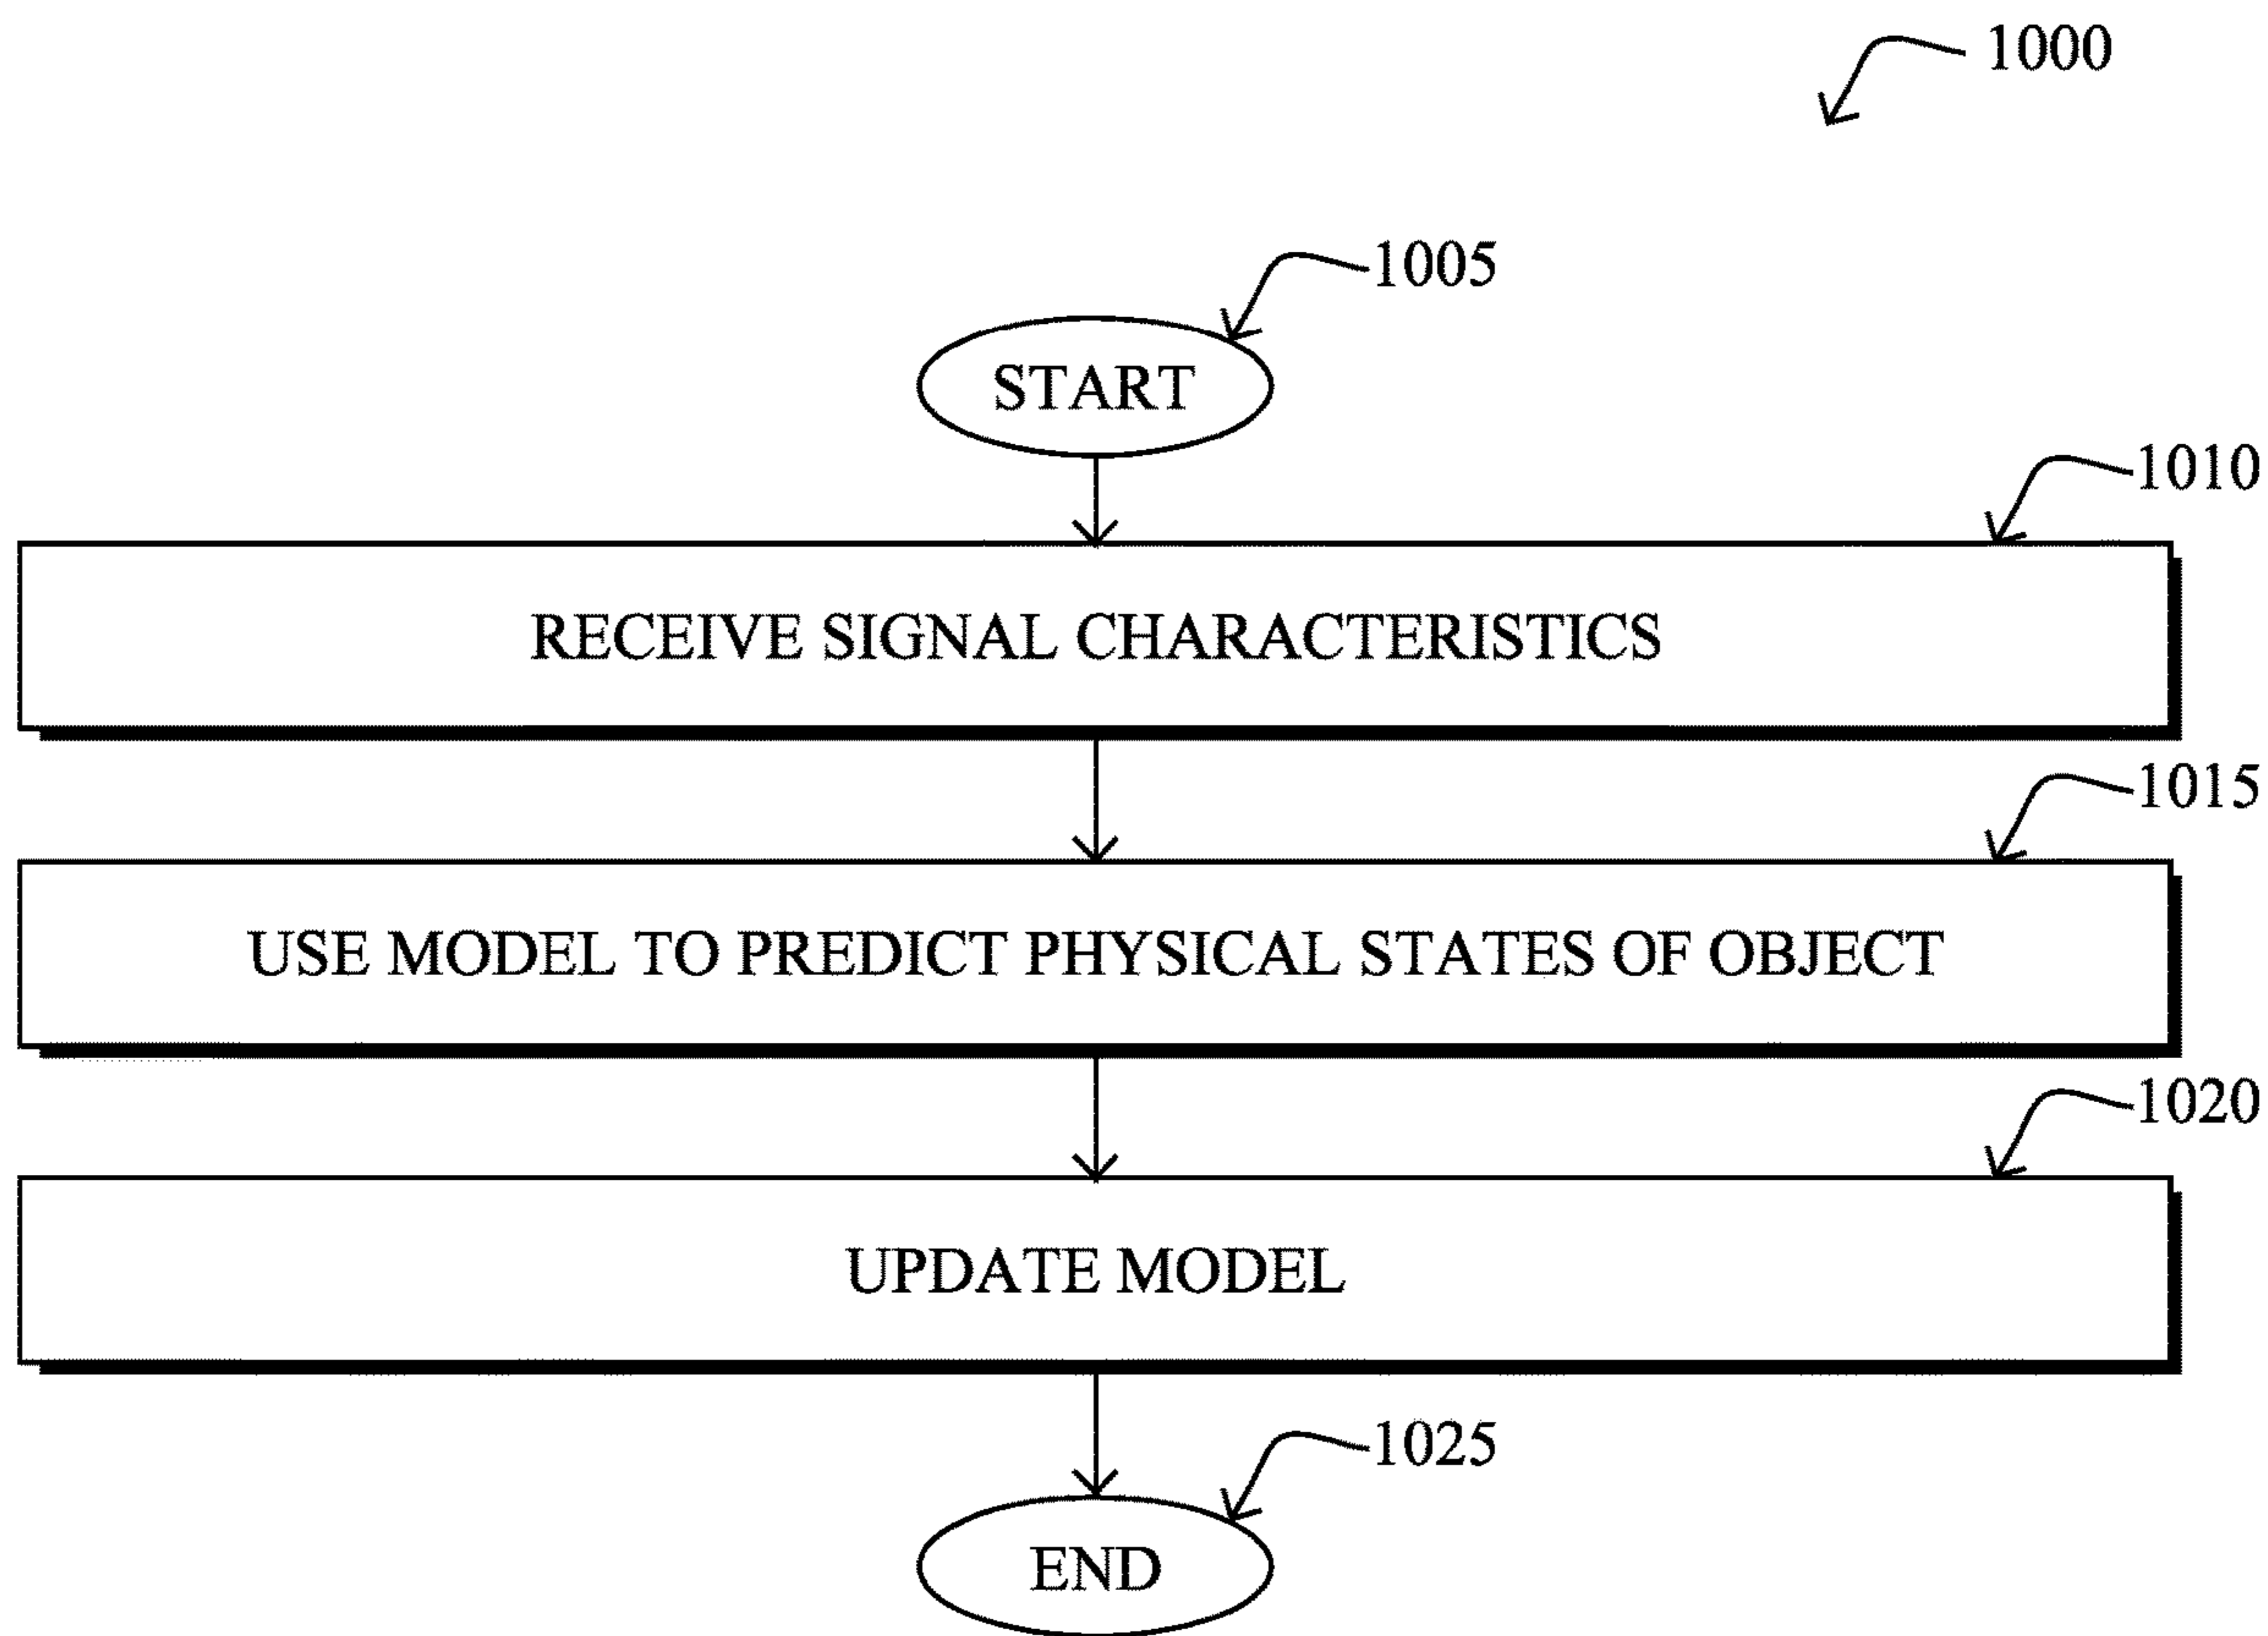 1000
1005
START
1010
RECEIVE SIGNAL CHARACTERISTICS
1015
USE MODEL TO PREDICT PHYSICAL STATES OF OBJECT
1020
UPDATE MODEL
1025
END